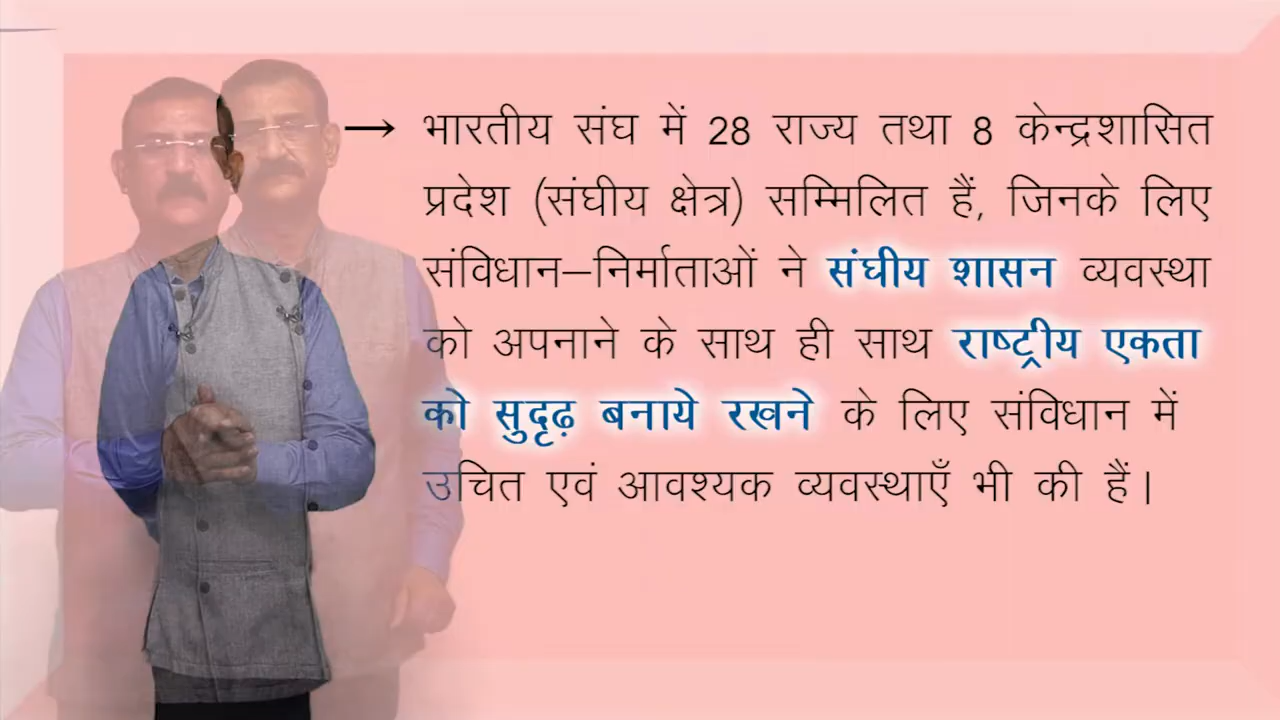 → भारतीय संघ में 28 राज्य तथा 8 केन्द्रशासित
प्रदेश (संघीय क्षेत्र) सम्मिलित हैं, जिनके लिए
संविधान–निर्माताओं ने संघीय शासन व्यवस्था
को अपनाने के साथ ही साथ राष्ट्रीय एकता
को सुदृढ़ बनाये रखने के लिए संविधान में
उचित एवं आवश्यक व्यवस्थाएँ भी की हैं।